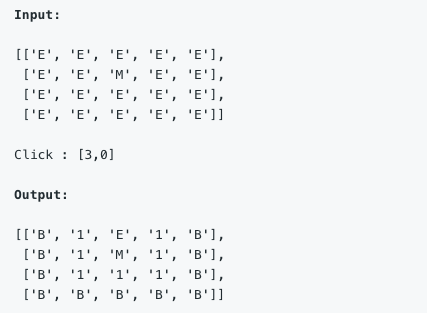 Input:
[['E', 'E', 'E', 'E', 'E'],
 ['E', 'E', 'M', 'E', 'E'],
 ['E', 'E', 'E', 'E', 'E'],
 ['E', 'E', 'E', 'E', 'E']]
Click : [3,0]
Output:
[['B', '1', 'E', '1', 'B'],
 ['B', '1', 'M', '1', 'B'],
 ['B', '1', '1', '1', 'B'],
 ['B', 'B', 'B', 'B', 'B']]